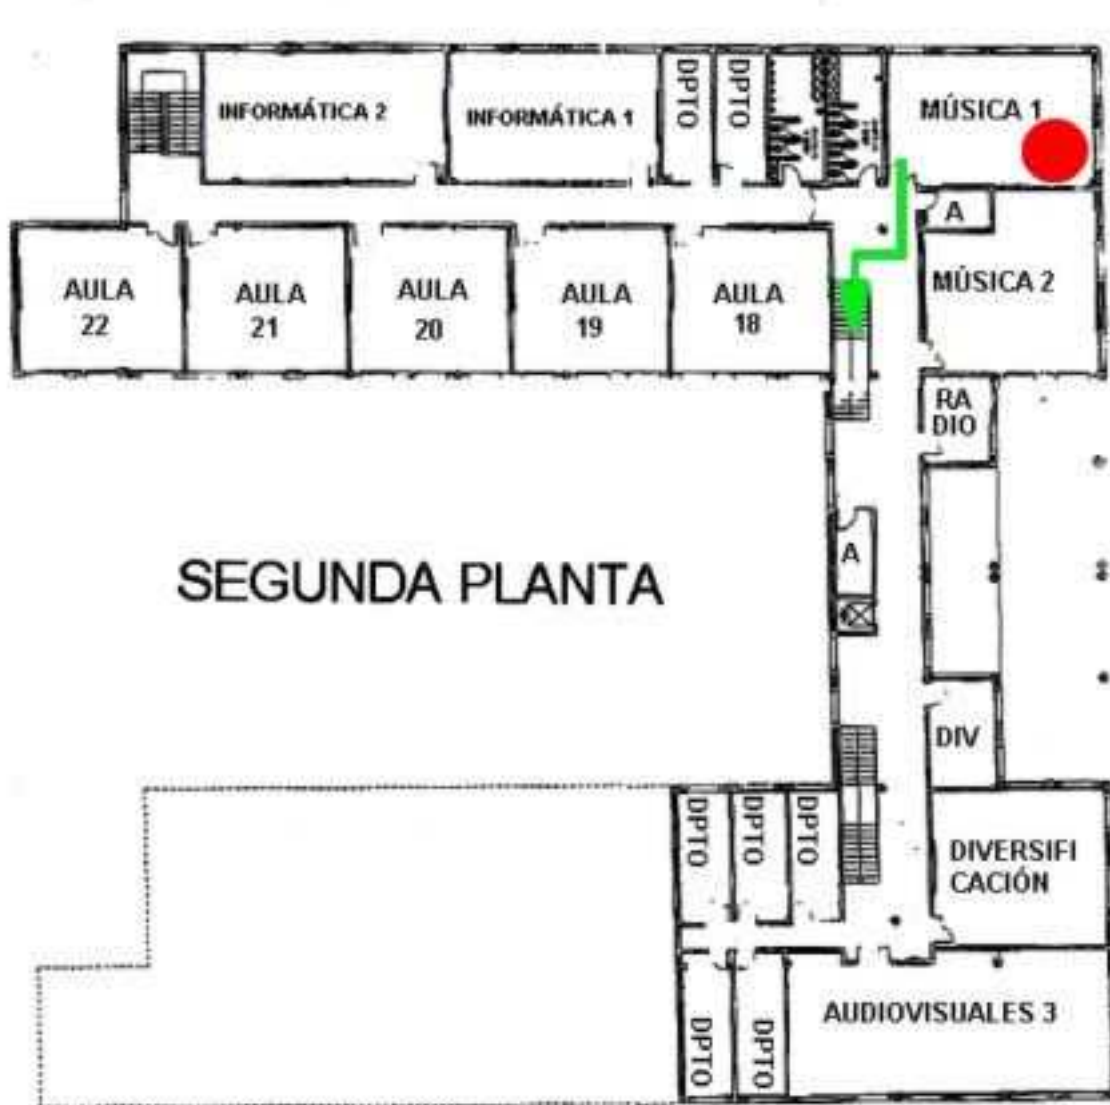 INFORMÁTICA 2
INFORMÁTICA 1
DPTO
DPTO
MÚSICA 1
A
MÚSICA 2
AULA
22
AULA
21
AULA
20
AULA
19
AULA
18
RA
DIO
A
SEGUNDA PLANTA
DIV
DPTO
DPTO
DPTO
DIVERSIFI
CACIÓN
DPTO
DPTO
AUDIOVISUALES 3